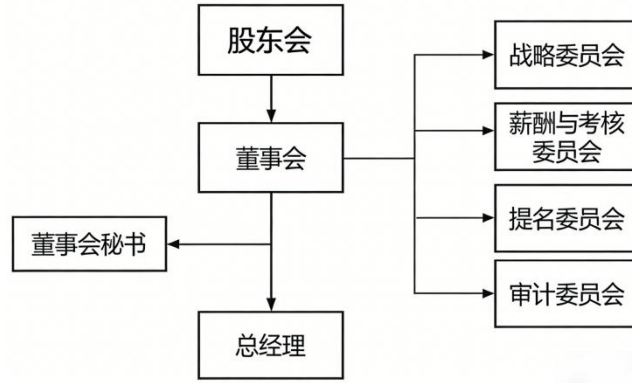 股东会
战略委员会
薪酬与考核
委员会
董事会
提名委员会
董事会秘书
审计委员会
总经理